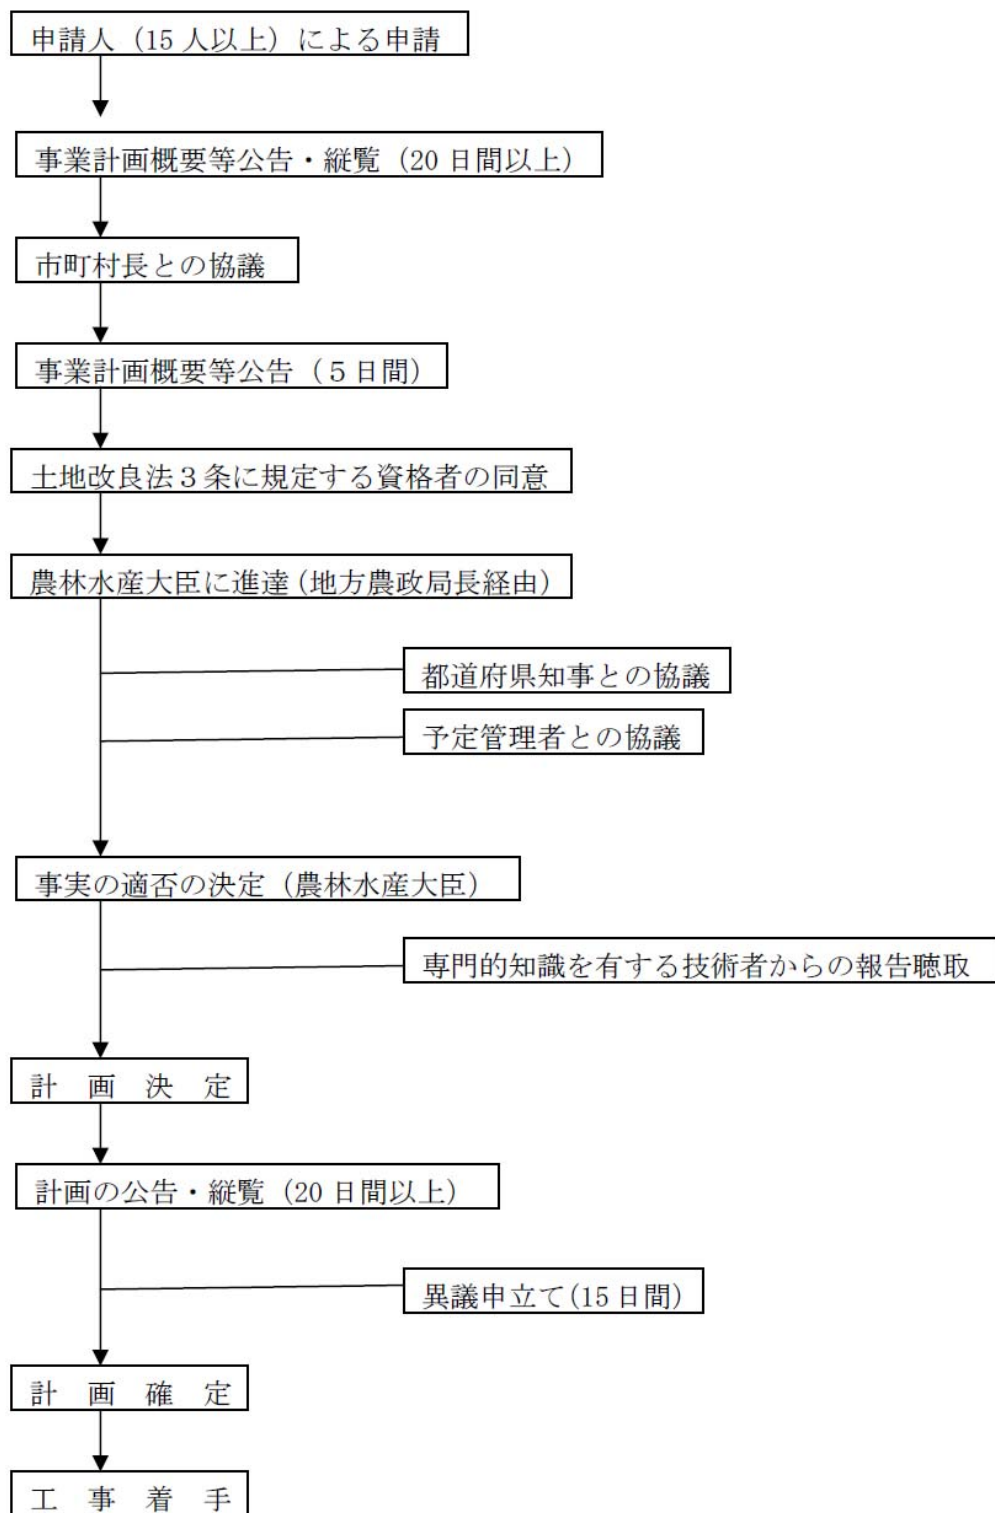 申請人（15人以上）による申請
事業計画概要等公告・縦覧（20日間以上）
市町村長との協議
事業計画概要等公告（５日間）
土地改良法３条に規定する資格者の同意
農林水産大臣に進達(地方農政局長経由)
都道府県知事との協議
予定管理者との協議
事実の適否の決定（農林水産大臣）
専門的知識を有する技術者からの報告聴取
計　画　決　定
計画の公告・縦覧（20日間以上）
異議申立て(15日間)
計　画　確　定
工　事　着　手